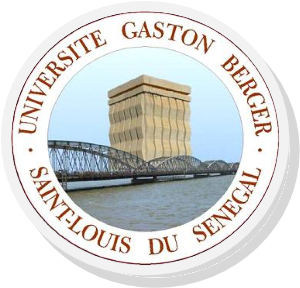 UNIVERSITE GASTON BERGER
SAINT-LOUIS DU SENEGAL